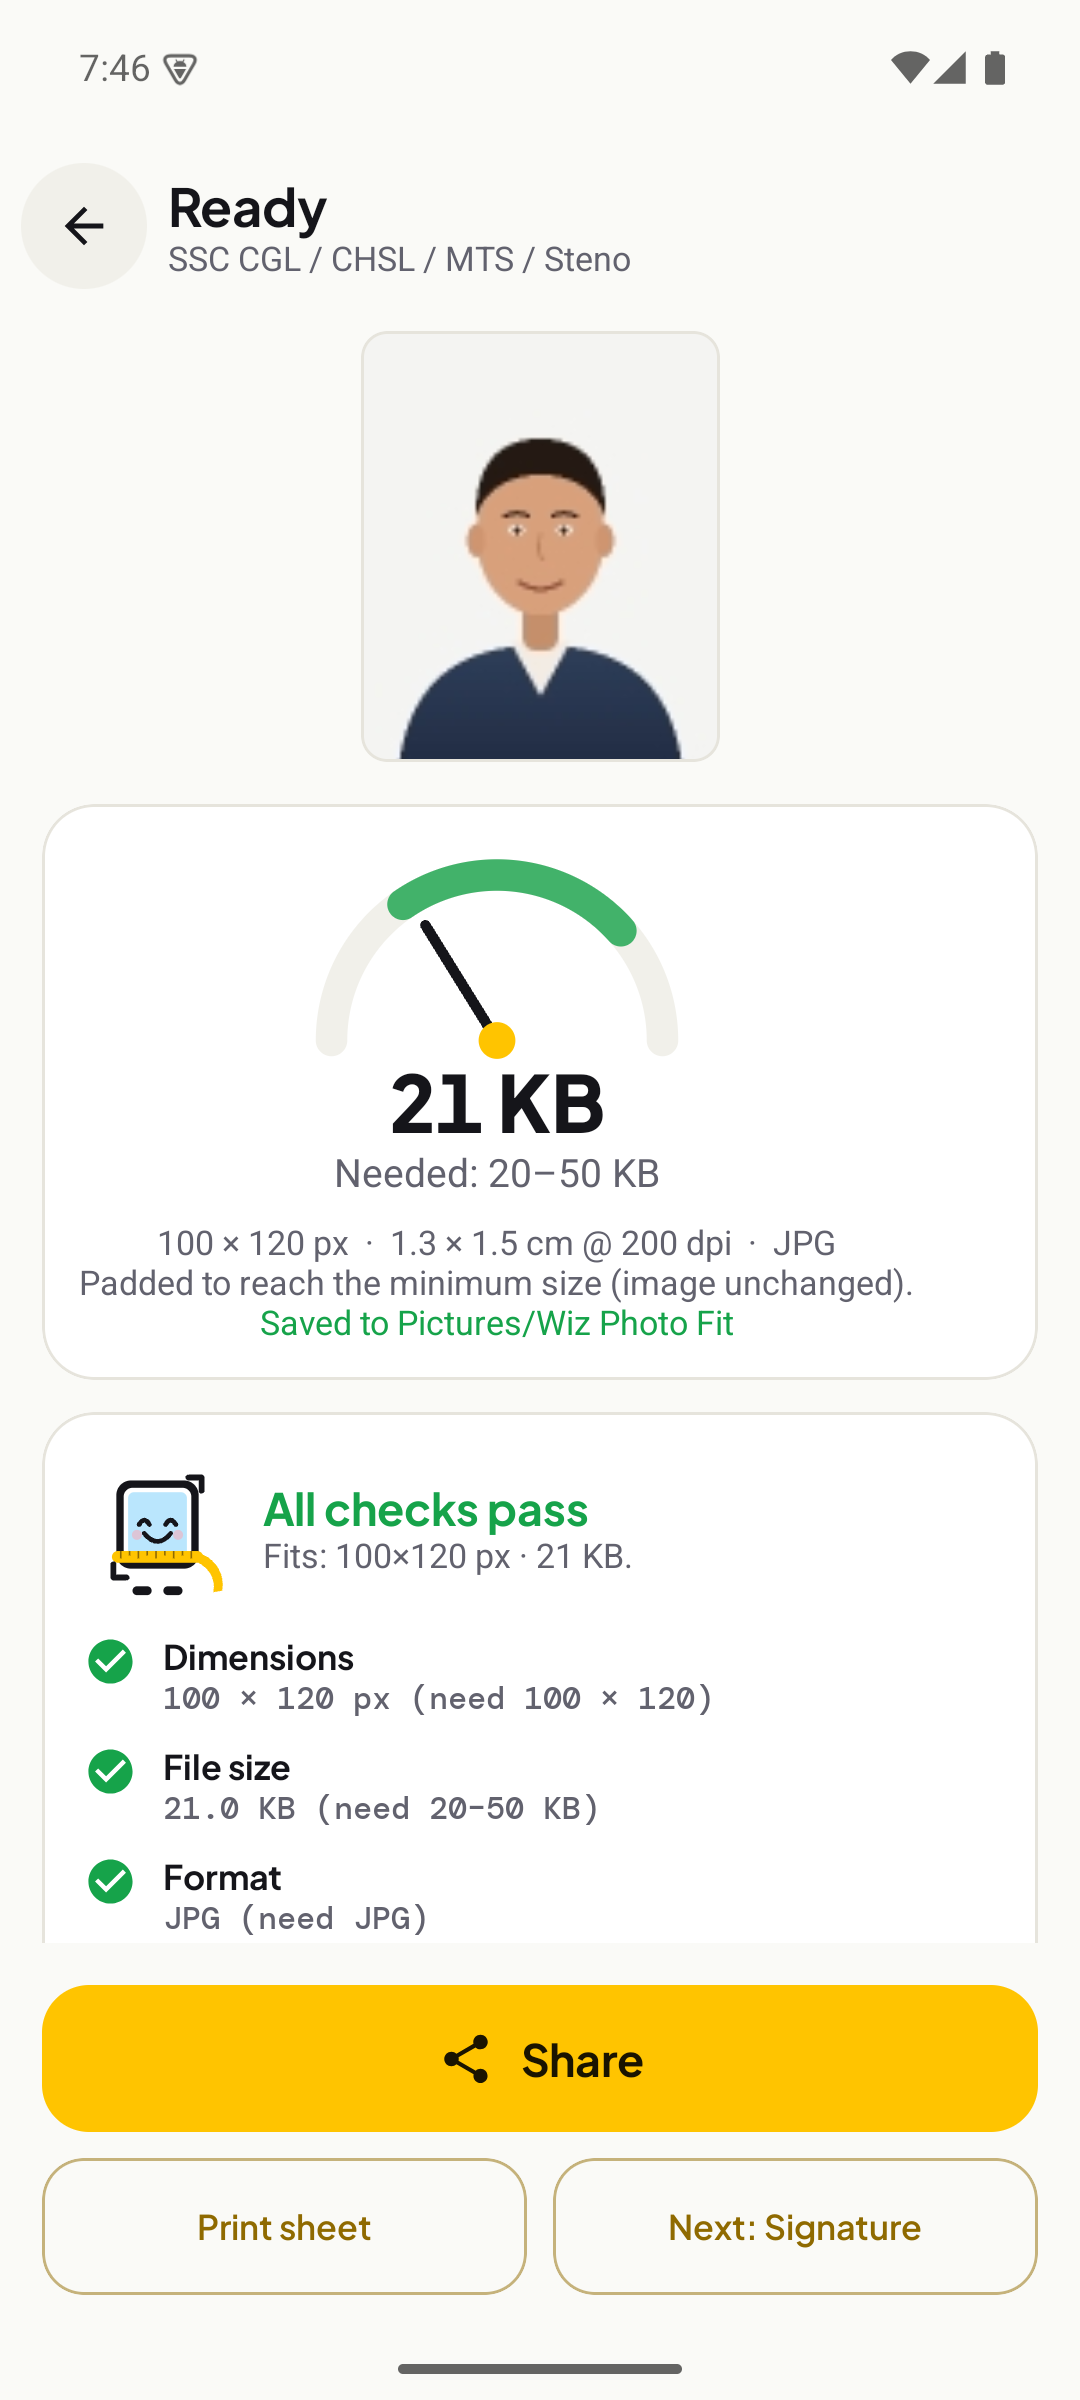 7:46
Ready
SSC CGL / CHSL / MTS / Steno
21 KB
Needed: 20–50 KB
100 × 120 px · 1.3 × 1.5 cm @ 200 dpi · JPG
Padded to reach the minimum size (image unchanged).
Saved to Pictures/Wiz Photo Fit
All checks pass
Fits: 100×120 px · 21 KB.
Dimensions
100 × 120 px (need 100 × 120)
File size
21.0 KB (need 20–50 KB)
Format
JPG (need JPG)
Share
Print sheet
Next: Signature